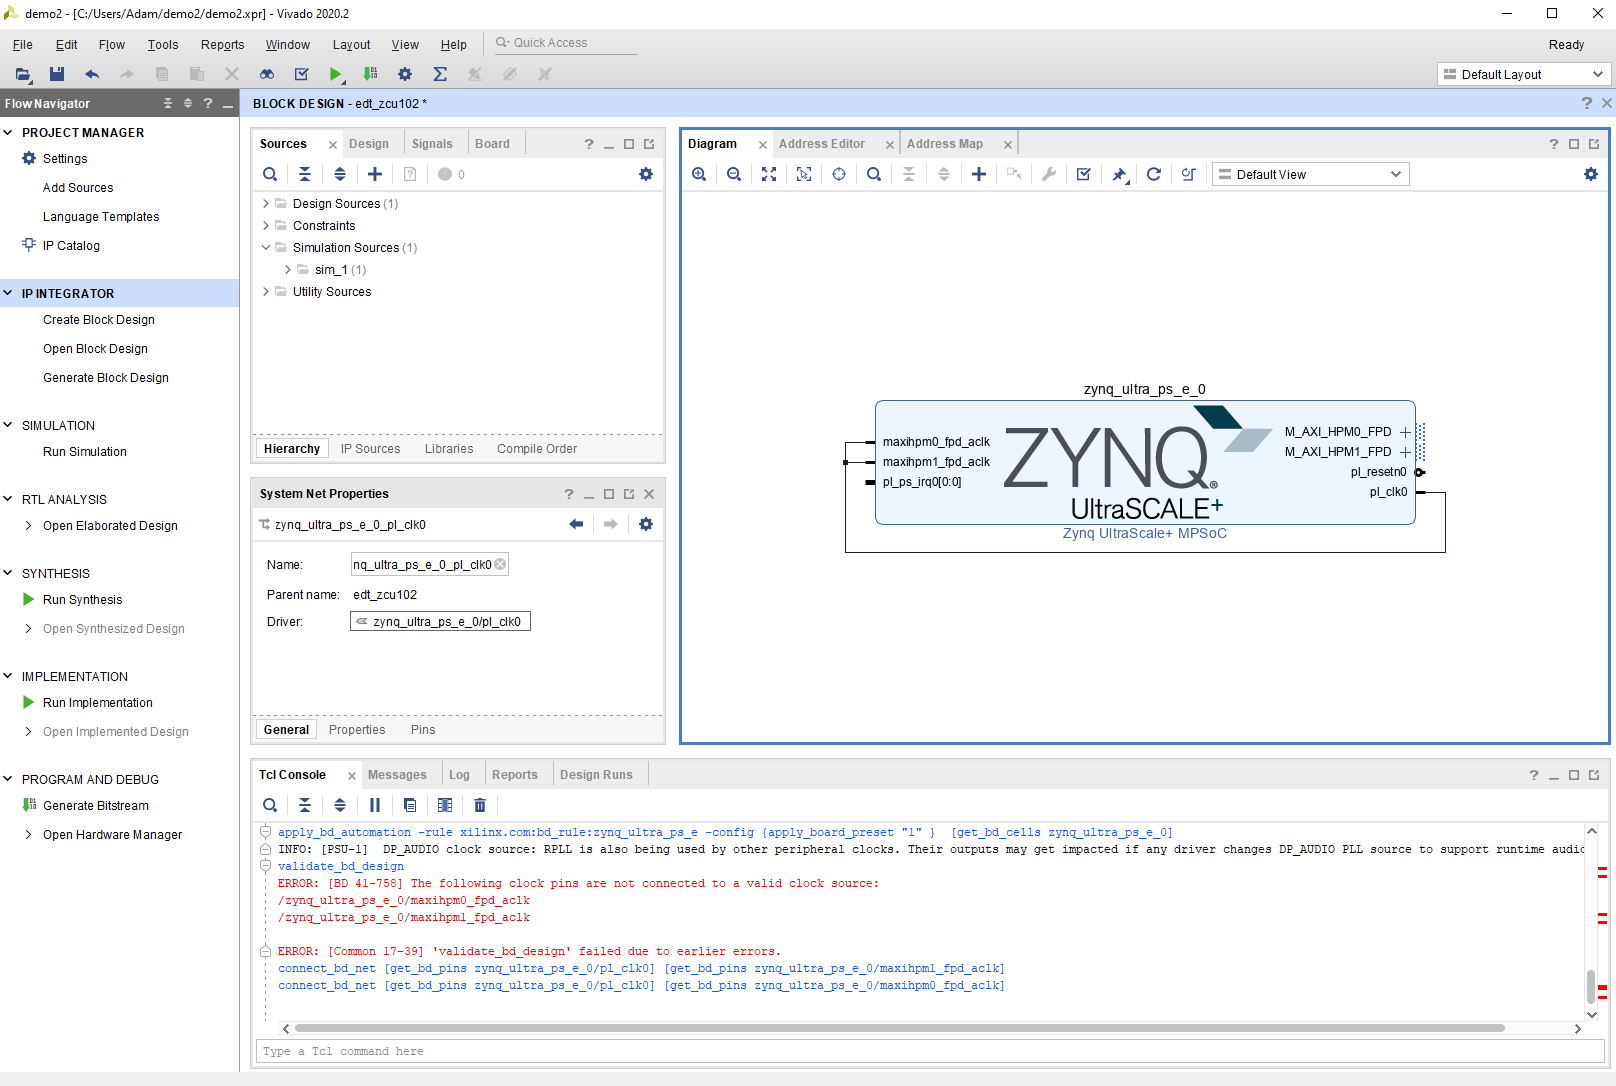 demo2 - [C:/Users/Adam/demo2/demo2.xpr] - Vivado 2020.2
File Edit Flow Tools Reports Window Layout View Help Quick Access Ready
Default Layout
Flow Navigator ? _
PROJECT MANAGER
Settings
Add Sources
Language Templates
IP Catalog
IP INTEGRATOR
Create Block Design
Open Block Design
Generate Block Design
SIMULATION
Run Simulation
RTL ANALYSIS
Open Elaborated Design
SYNTHESIS
Run Synthesis
Open Synthesized Design
IMPLEMENTATION
Run Implementation
Open Implemented Design
PROGRAM AND DEBUG
Generate Bitstream
Open Hardware Manager
BLOCK DESIGN - edt_zcu102 *
Sources Design Signals Board
0
Design Sources (1)
Constraints
Simulation Sources (1)
sim_1 (1)
Utility Sources
Hierarchy IP Sources Libraries Compile Order
System Net Properties
zynq_ultra_ps_e_0_pl_clk0
Name: nq_ultra_ps_e_0_pl_clk0
Parent name: edt_zcu102
Driver: zynq_ultra_ps_e_0/pl_clk0
General Properties Pins
Diagram Address Editor Address Map
Default View
zynq_ultra_ps_e_0
maxihpm0_fpd_aclk
maxihpm1_fpd_aclk
pl_ps_irq0[0:0]
ZYNQ®
UltraSCALE+
M_AXI_HPM0_FPD
M_AXI_HPM1_FPD
pl_resetn0
pl_clk0
Zynq UltraScale+ MPSoC
Tcl Console Messages Log Reports Design Runs
apply_bd_automation -rule xilinx.com:bd_rule:zynq_ultra_ps_e -config {apply_board_preset "1" }  [get_bd_cells zynq_ultra_ps_e_0]
INFO: [PSU-1]  DP_AUDIO clock source: RPLL is also being used by other peripheral clocks. Their outputs may get impacted if any driver changes DP_AUDIO PLL source to support runtime audio
validate_bd_design
ERROR: [BD 41-758] The following clock pins are not connected to a valid clock source:
/zynq_ultra_ps_e_0/maxihpm0_fpd_aclk
/zynq_ultra_ps_e_0/maxihpm1_fpd_aclk
ERROR: [Common 17-39] 'validate_bd_design' failed due to earlier errors.
connect_bd_net [get_bd_pins zynq_ultra_ps_e_0/pl_clk0] [get_bd_pins zynq_ultra_ps_e_0/maxihpm1_fpd_aclk]
connect_bd_net [get_bd_pins zynq_ultra_ps_e_0/pl_clk0] [get_bd_pins zynq_ultra_ps_e_0/maxihpm0_fpd_aclk]
Type a Tcl command here